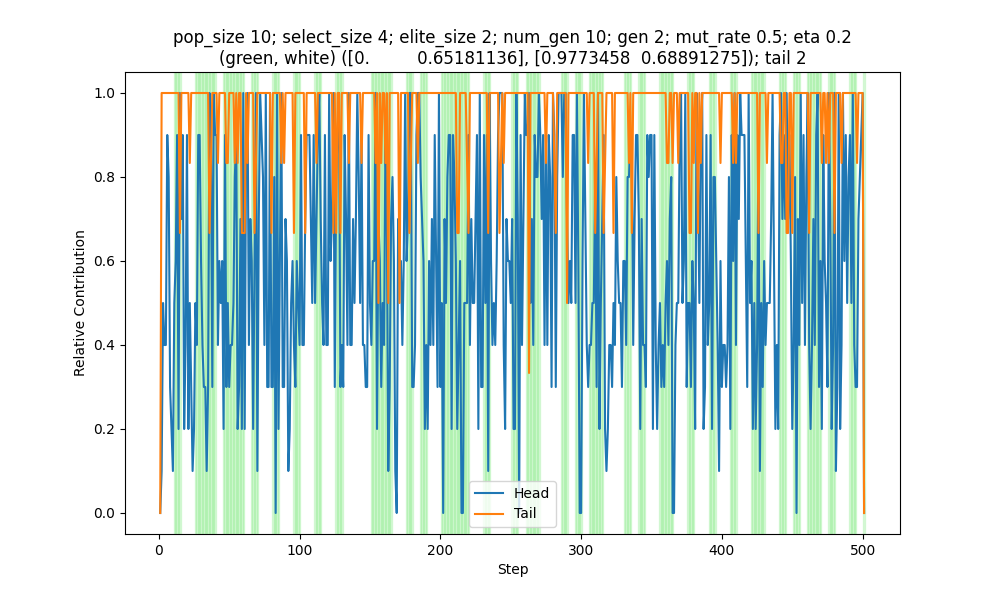 pop_size 10; select_size 4; elite_size 2; num_gen 10; gen 2; mut_rate 0.5; eta 0.2
(green, white) ([0.         0.65181136], [0.9773458  0.68891275]); tail 2
1.0
0.8
0.6
0.4
0.2
0.0
Relative Contribution
Head
Tail
0
100
200
300
400
500
Step